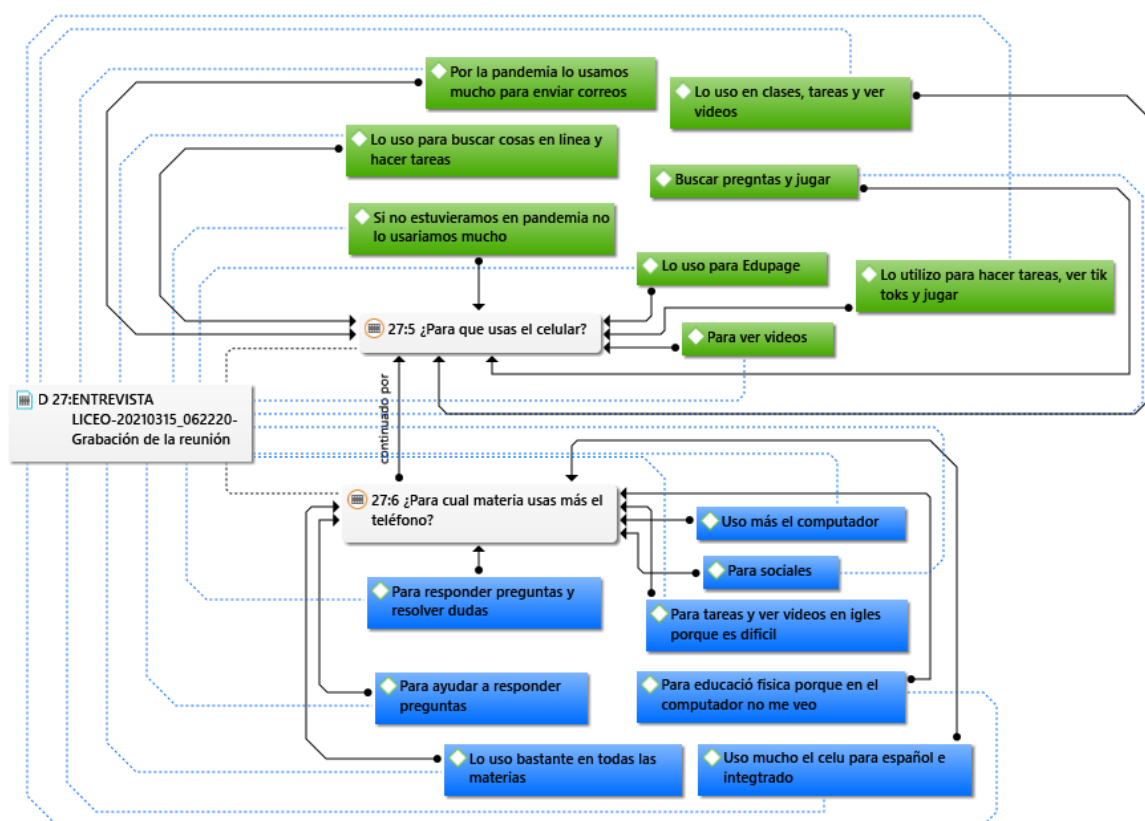 Por la pandemia lo usamos
mucho para enviar correos
Lo uso en clases, tareas y ver
videos
Lo uso para buscar cosas en linea y
hacer tareas
Buscar pregntas y jugar
Si no estuvieramos en pandemia no
lo usariamos mucho
Lo uso para Edupage
Lo utilizo para hacer tareas, ver tik
toks y jugar
27:5 ¿Para que usas el celular?
Para ver videos
continuado por
D 27:ENTREVISTA
LICEO-20210315_062220-
Grabación de la reunión
27:6 ¿Para cual materia usas más el
teléfono?
Uso más el computador
Para sociales
Para responder preguntas y
resolver dudas
Para tareas y ver videos en igles
porque es dificil
Para ayudar a responder
preguntas
Para educació fisica porque en el
computador no me veo
Lo uso bastante en todas las
materias
Uso mucho el celu para español e
integtrado